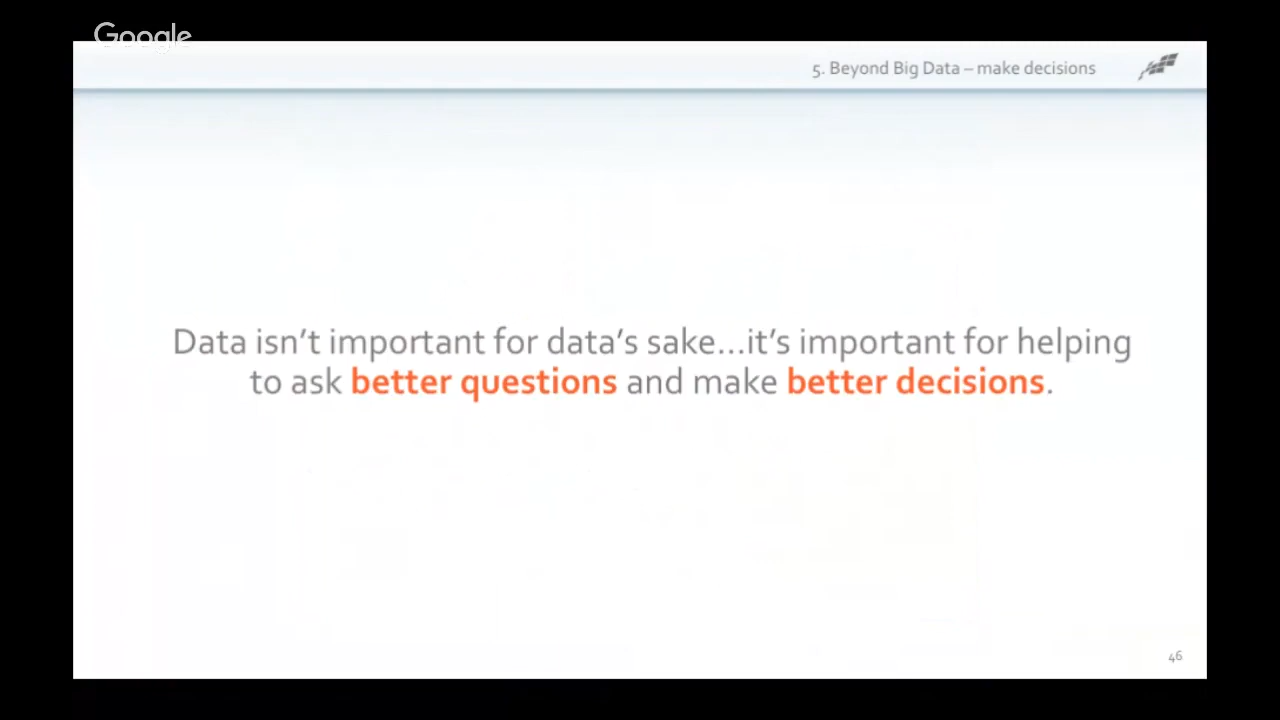 Google
5. Beyond Big Data – make decisions
Data isn't important for data's sake...it's important for helping
to ask better questions and make better decisions.
46